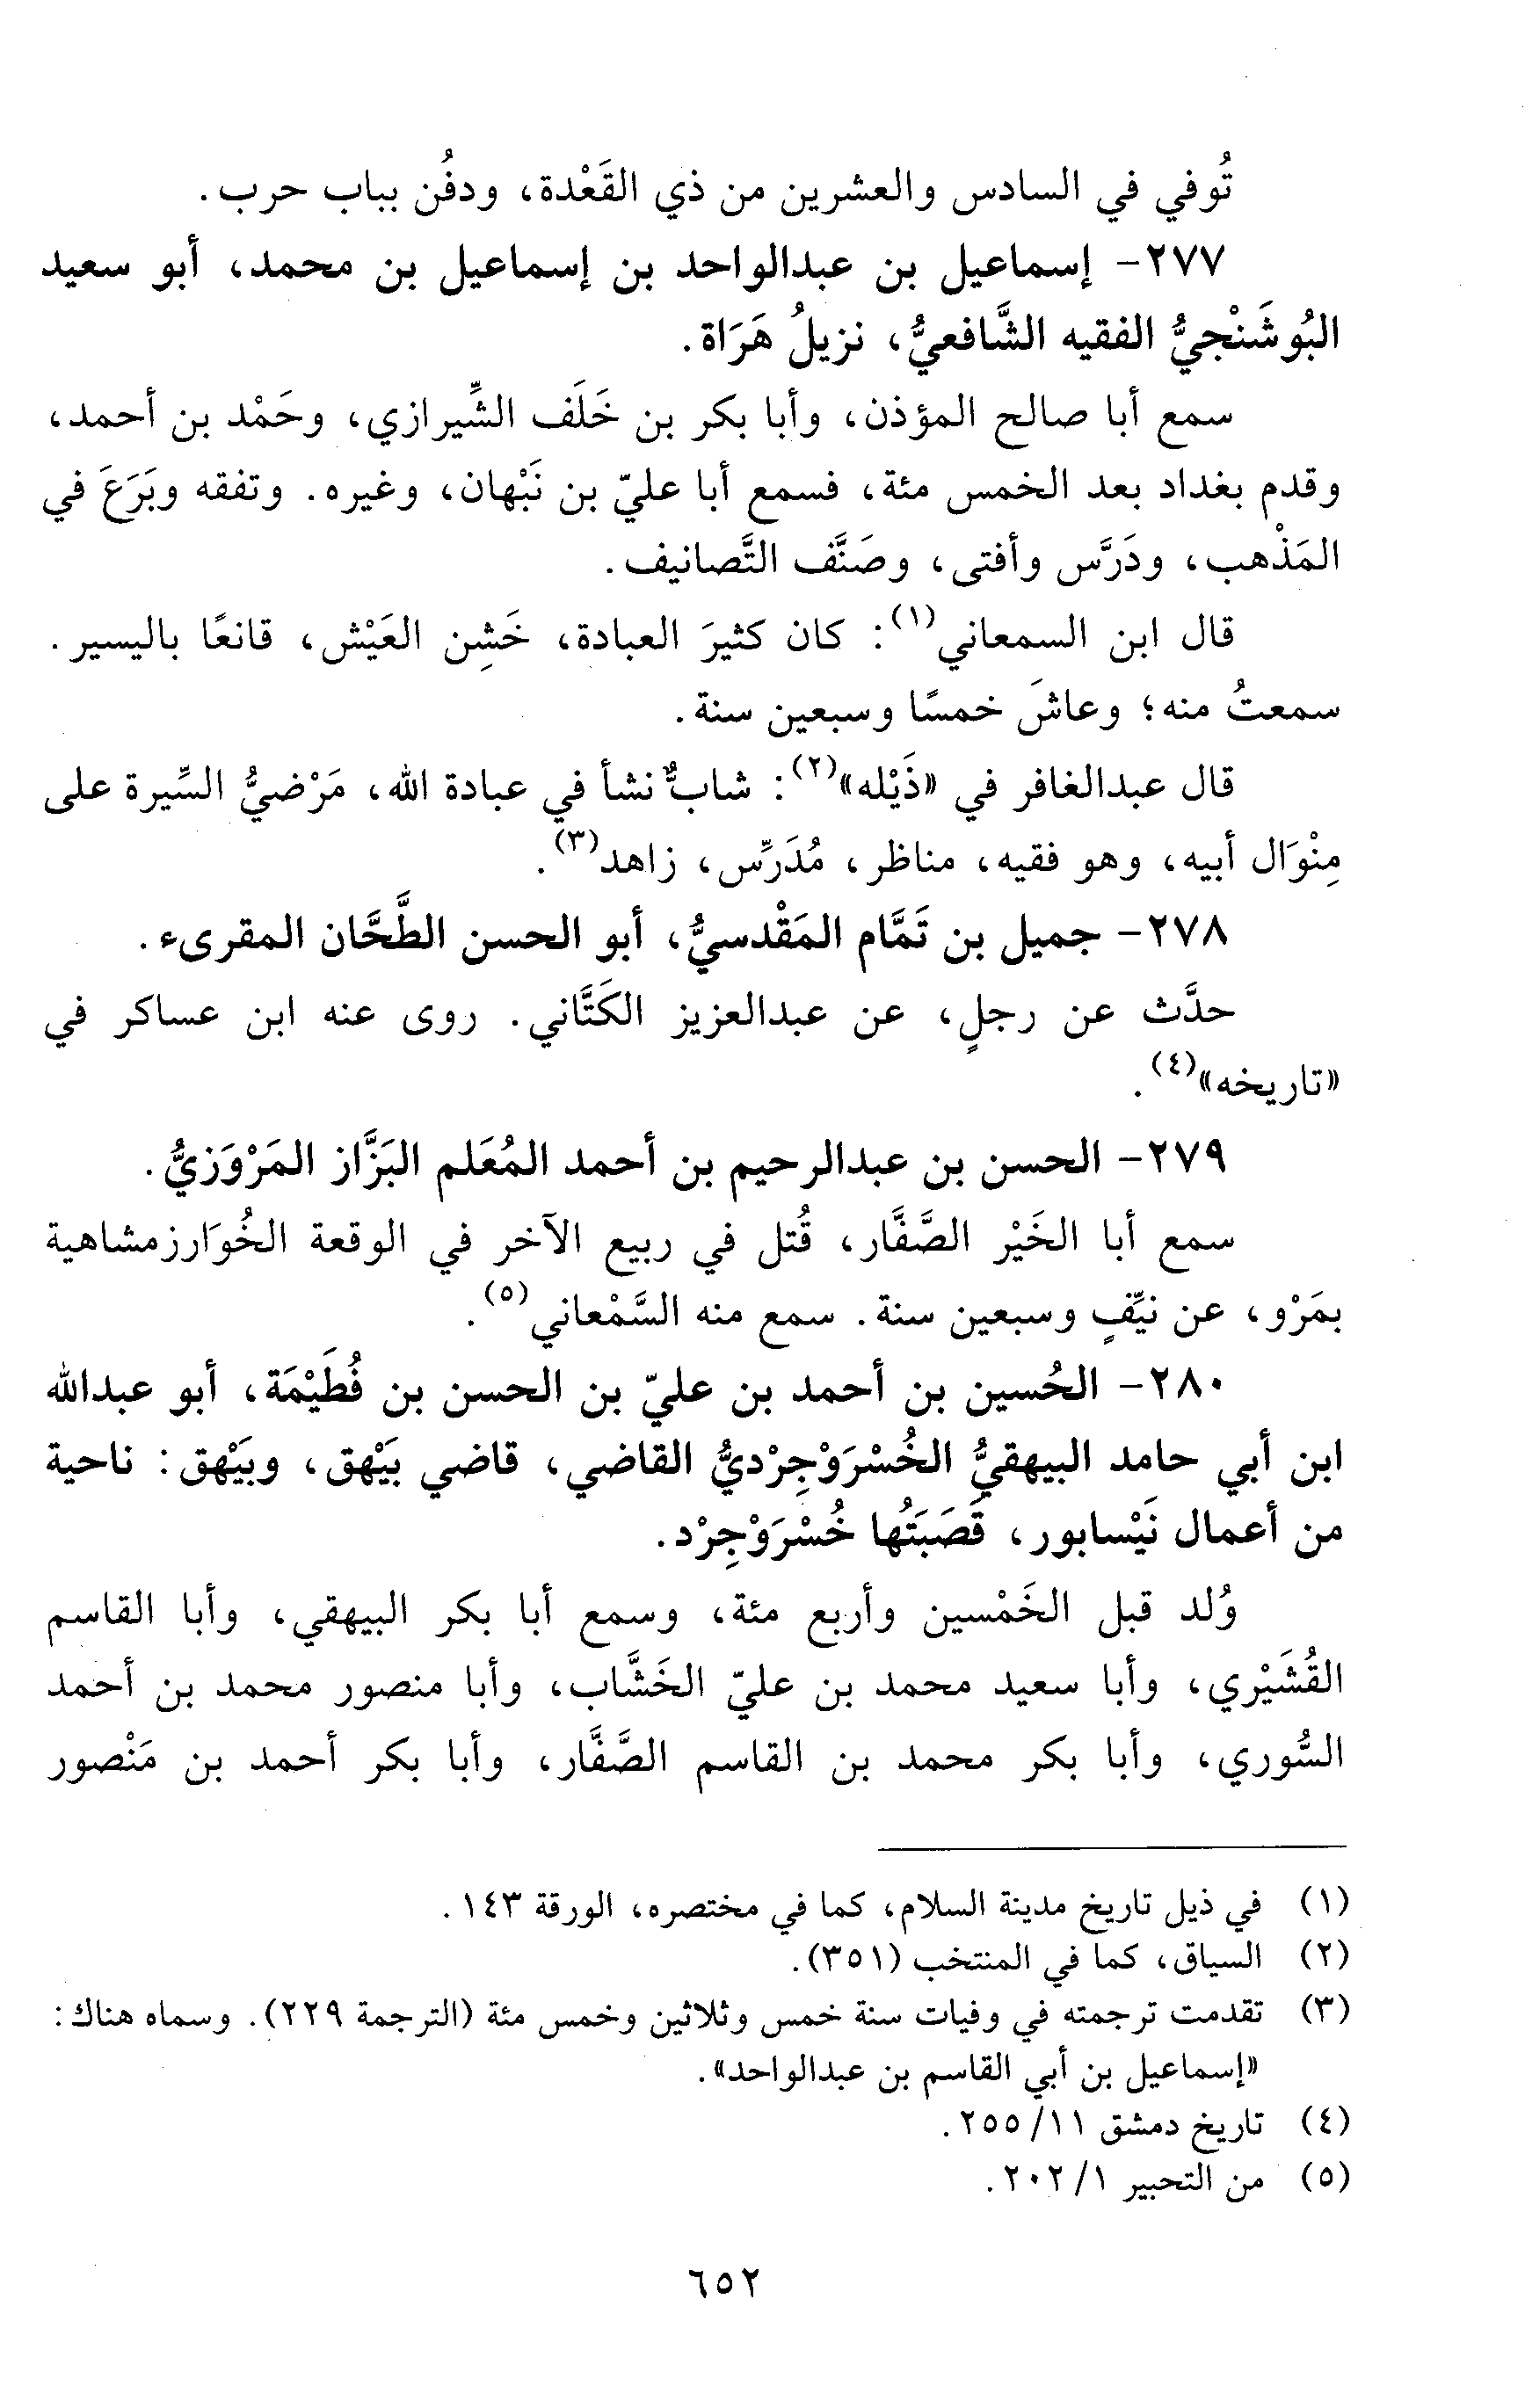 تُوفي في السادس والعشرين من ذي القَعْدة، ودفُن بباب حرب.
٢٧٧- إسماعيل بن عبدالواحد بن إسماعيل بن محمد، أبو سعيد
البُوشَنْجيُّ الفقيه الشَّافعيُّ، نزيلُ هَرَاة.
سمع أبا صالح المؤذن، وأبا بكر بن خَلَف الشِّيرازي، وحَمْد بن أحمد،
وقدم بغداد بعد الخمس مئة، فسمع أبا عليّ بن نَبْهان، وغيره. وتفقه وبَرَعَ في
المَذْهب، ودَرَّس وأفتى، وصَنَّف التَّصانيف.
قال ابن السمعاني(١): كان كثيرَ العبادة، خَشِن العَيْش، قانعًا باليسير.
سمعتُ منه؛ وعاشَ خمسًا وسبعين سنة.
قال عبدالغافر في «ذَيْله»(٢): شابٌّ نشأ في عبادة الله، مَرْضيُّ السِّيرة على
مِنْوَال أبيه، وهو فقيه، مناظر، مُدَرِّس، زاهد(٣).
٢٧٨- جميل بن تَمَّام المَقْدسيُّ، أبو الحسن الطَّحَّان المقرىء.
حدَّث عن رجلٍ، عن عبدالعزيز الكَتَّاني. روى عنه ابن عساكر في
«تاريخه»(٤).
٢٧٩- الحسن بن عبدالرحيم بن أحمد المُعَلم البَزَّاز المَرْوَزيُّ.
سمع أبا الخَيْر الصَّفَّار، قُتل في ربيع الآخر في الوقعة الخُوَارزمشاهية
بمَرْو، عن نيِّفٍ وسبعين سنة. سمع منه السَّمْعاني(٥).
٢٨٠- الحُسين بن أحمد بن عليّ بن الحسن بن فُطَيْمَة، أبو عبدالله
ابن أبي حامد البيهقيُّ الخُسْرَوْجِرْديُّ القاضي، قاضي بَيْهق، وبَيْهق: ناحية
من أعمال نَيْسابور، قَصَبَتُها خُسْرَوْجِرْد.
وُلد قبل الخَمْسين وأربع مئة، وسمع أبا بكر البيهقي، وأبا القاسم
القُشَيْري، وأبا سعيد محمد بن عليّ الخَشَّاب، وأبا منصور محمد بن أحمد
السُّوري، وأبا بكر محمد بن القاسم الصَّفَّار، وأبا بكر أحمد بن مَنْصور
(١) في ذيل تاريخ مدينة السلام، كما في مختصره، الورقة ١٤٣.
(٢) السياق، كما في المنتخب (٣٥١).
(٣) تقدمت ترجمته في وفيات سنة خمس وثلاثين وخمس مئة (الترجمة ٢٢٩). وسماه هناك:
«إسماعيل بن أبي القاسم بن عبدالواحد».
(٤) تاريخ دمشق ١١/ ٢٥٥.
(٥) من التحبير ١/ ٢٠٢.
٦٥٢